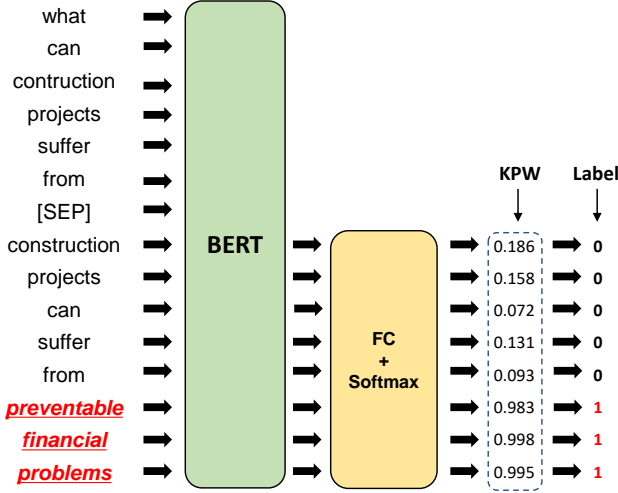 what
can
contruction
projects
suffer
from
[SEP]
KPW Label
construction 0.186 0
projects 0.158 0
can 0.072 0
suffer 0.131 0
from 0.093 0
preventable 0.983 1
financial 0.998 1
problems 0.995 1
BERT
FC
+
Softmax